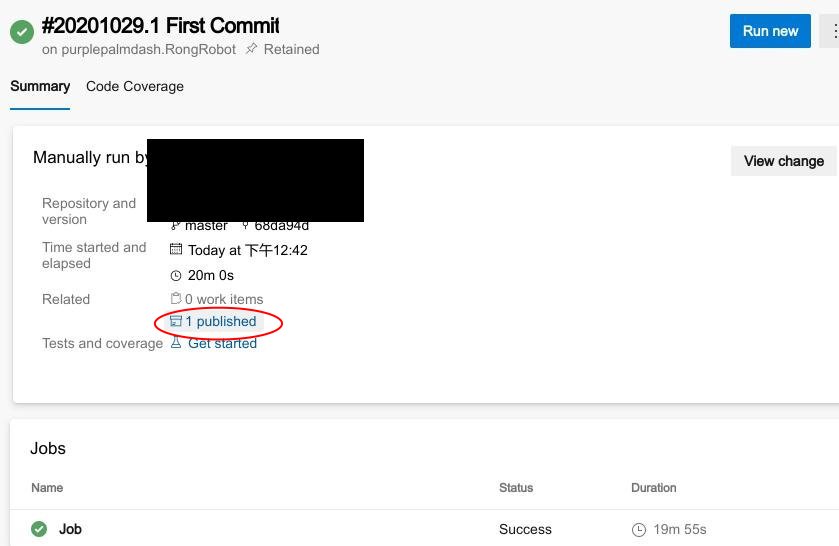 #20201029.1 First Commit
on purplepalmdash.RongRobot Retained
Run new
Summary Code Coverage
Manually run by
View change
Repository and
version
master 68da94d
Time started and
elapsed
Today at 下午12:42
20m 0s
Related
0 work items
1 published
Tests and coverage
Get started
Jobs
Name Status Duration
Job Success 19m 55s